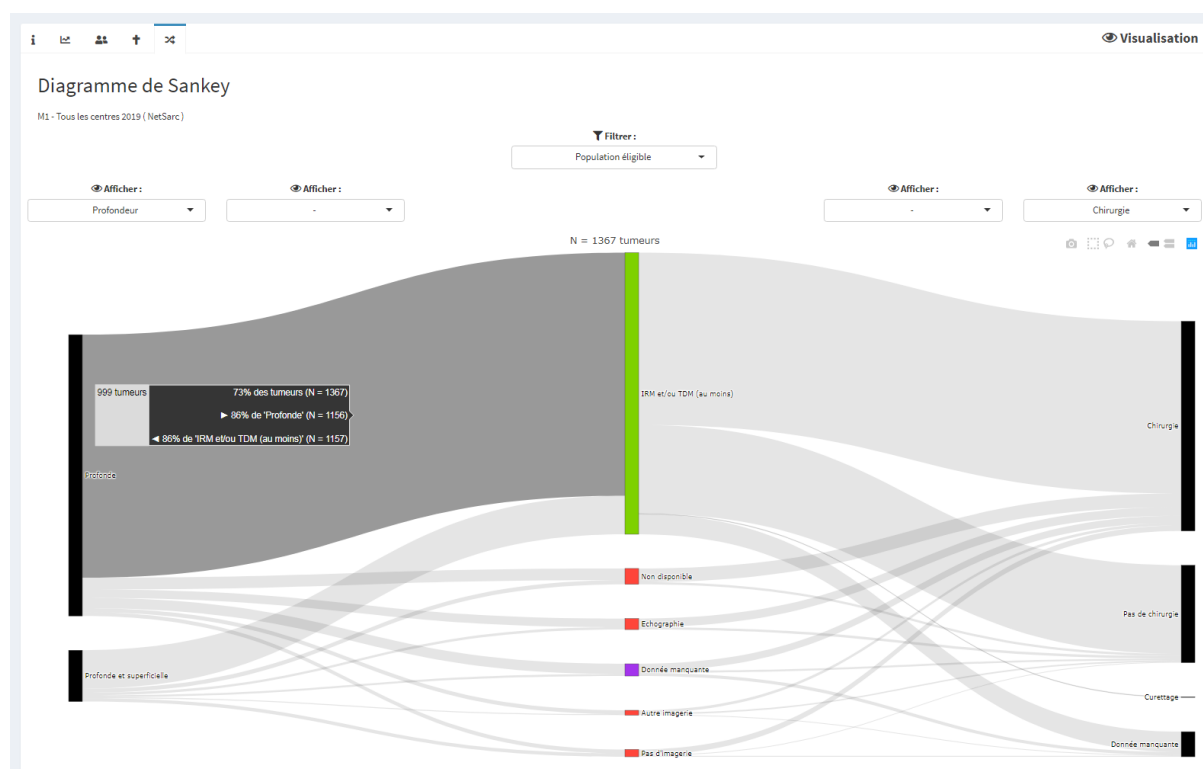 Visualisation
Diagramme de Sankey
M1 - Tous les centres 2019 ( NetSarc )
Filtrer :
Population éligible
Afficher :
Afficher :
Afficher :
Afficher :
Profondeur
-
-
Chirurgie
N = 1367 tumeurs
999 tumeurs
73% des tumeurs (N = 1367)
► 86% de 'Profonde' (N = 1156)
◄ 86% de 'IRM et/ou TDM (au moins)' (N = 1157)
IRM et/ou TDM (au moins)
Chirurgie
Profonde
Non disponible
Pas de chirurgie
Echographie
Profonde et superficielle
Donnée manquante
Curettage
Autre imagerie
Donnée manquante
Pas d'imagerie